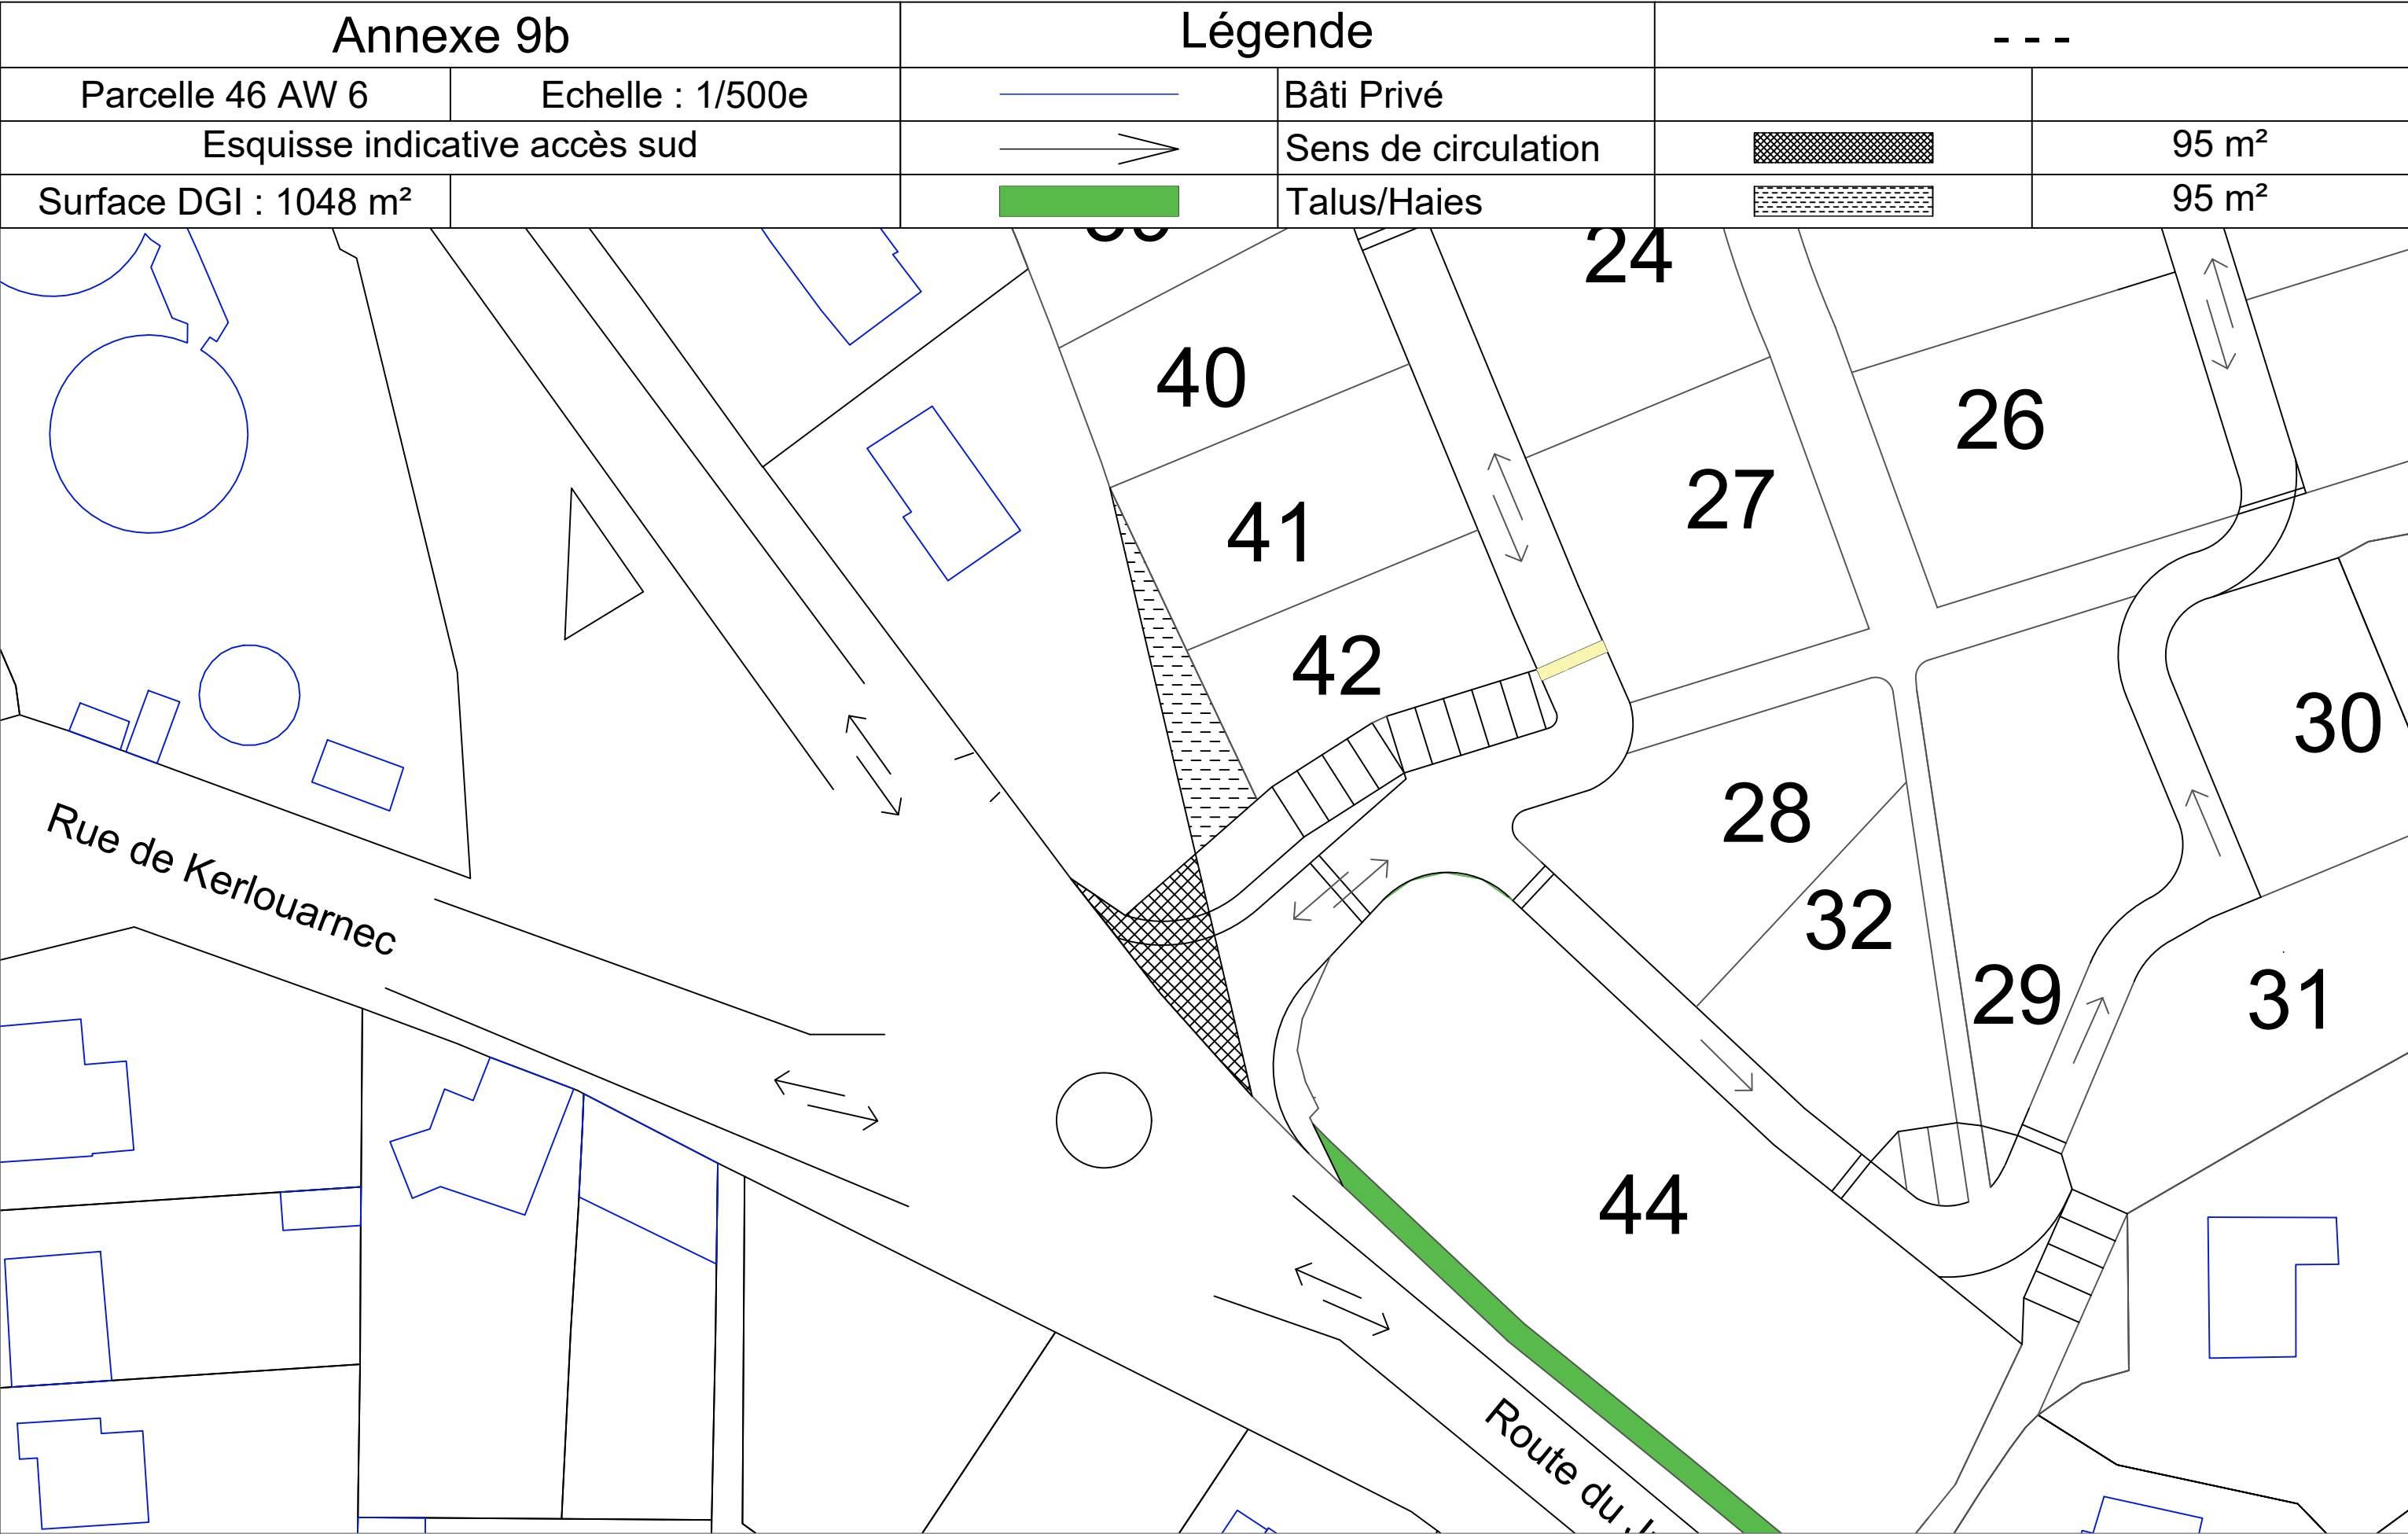 Annexe 9b
Légende
- - -
Parcelle 46 AW 6
Echelle : 1/500e
Bâti Privé
Esquisse indicative accès sud
Sens de circulation
95 m²
Surface DGI : 1048 m²
Talus/Haies
95 m²
24
40
26
41
27
42
30
28
Rue de Kerlouarnec
32
29
31
44
Route du